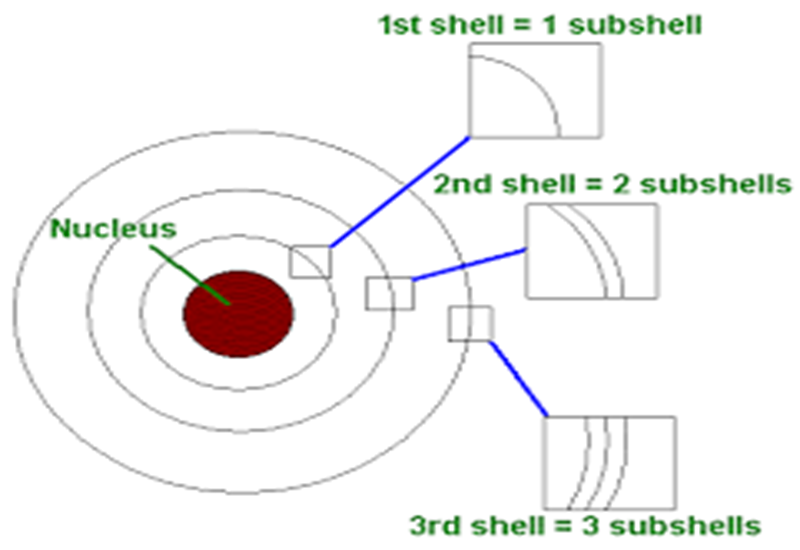 1st shell = 1 subshell
2nd shell = 2 subshells
Nucleus
3rd shell = 3 subshells